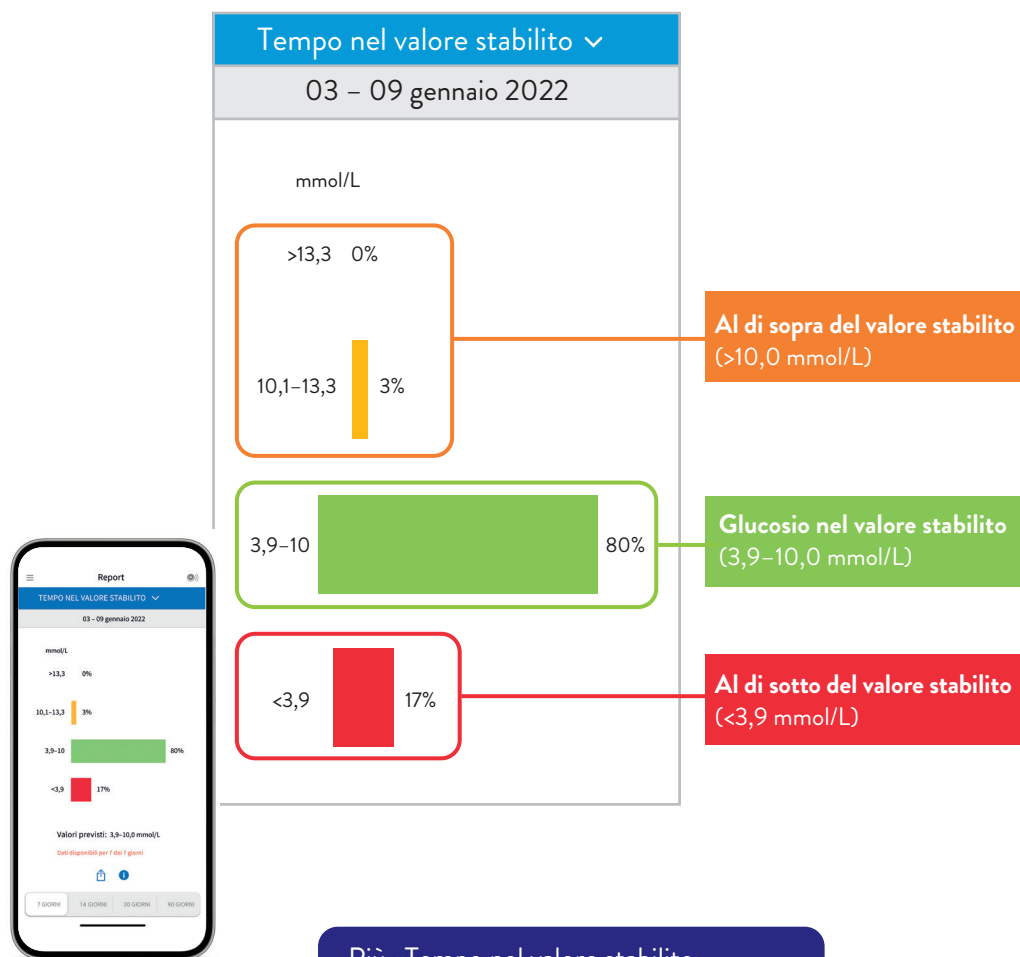 Tempo nel valore stabilito
03 – 09 gennaio 2022
mmol/L
>13,3 0%
10,1–13,3 3%
3,9–10 80%
<3,9 17%
Al di sopra del valore stabilito
(>10,0 mmol/L)
Glucosio nel valore stabilito
(3,9–10,0 mmol/L)
Al di sotto del valore stabilito
(<3,9 mmol/L)
Report
TEMPO NEL VALORE STABILITO
03 – 09 gennaio 2022
mmol/L
>13,3 0%
10,1–13,3 3%
3,9–10 80%
<3,9 17%
Valori previsti: 3,9–10,0 mmol/L
Dati disponibili per 7 dei 7 giorni
7 GIORNI 14 GIORNI 30 GIORNI 90 GIORNI
Più „Tempo nel valore stabilito